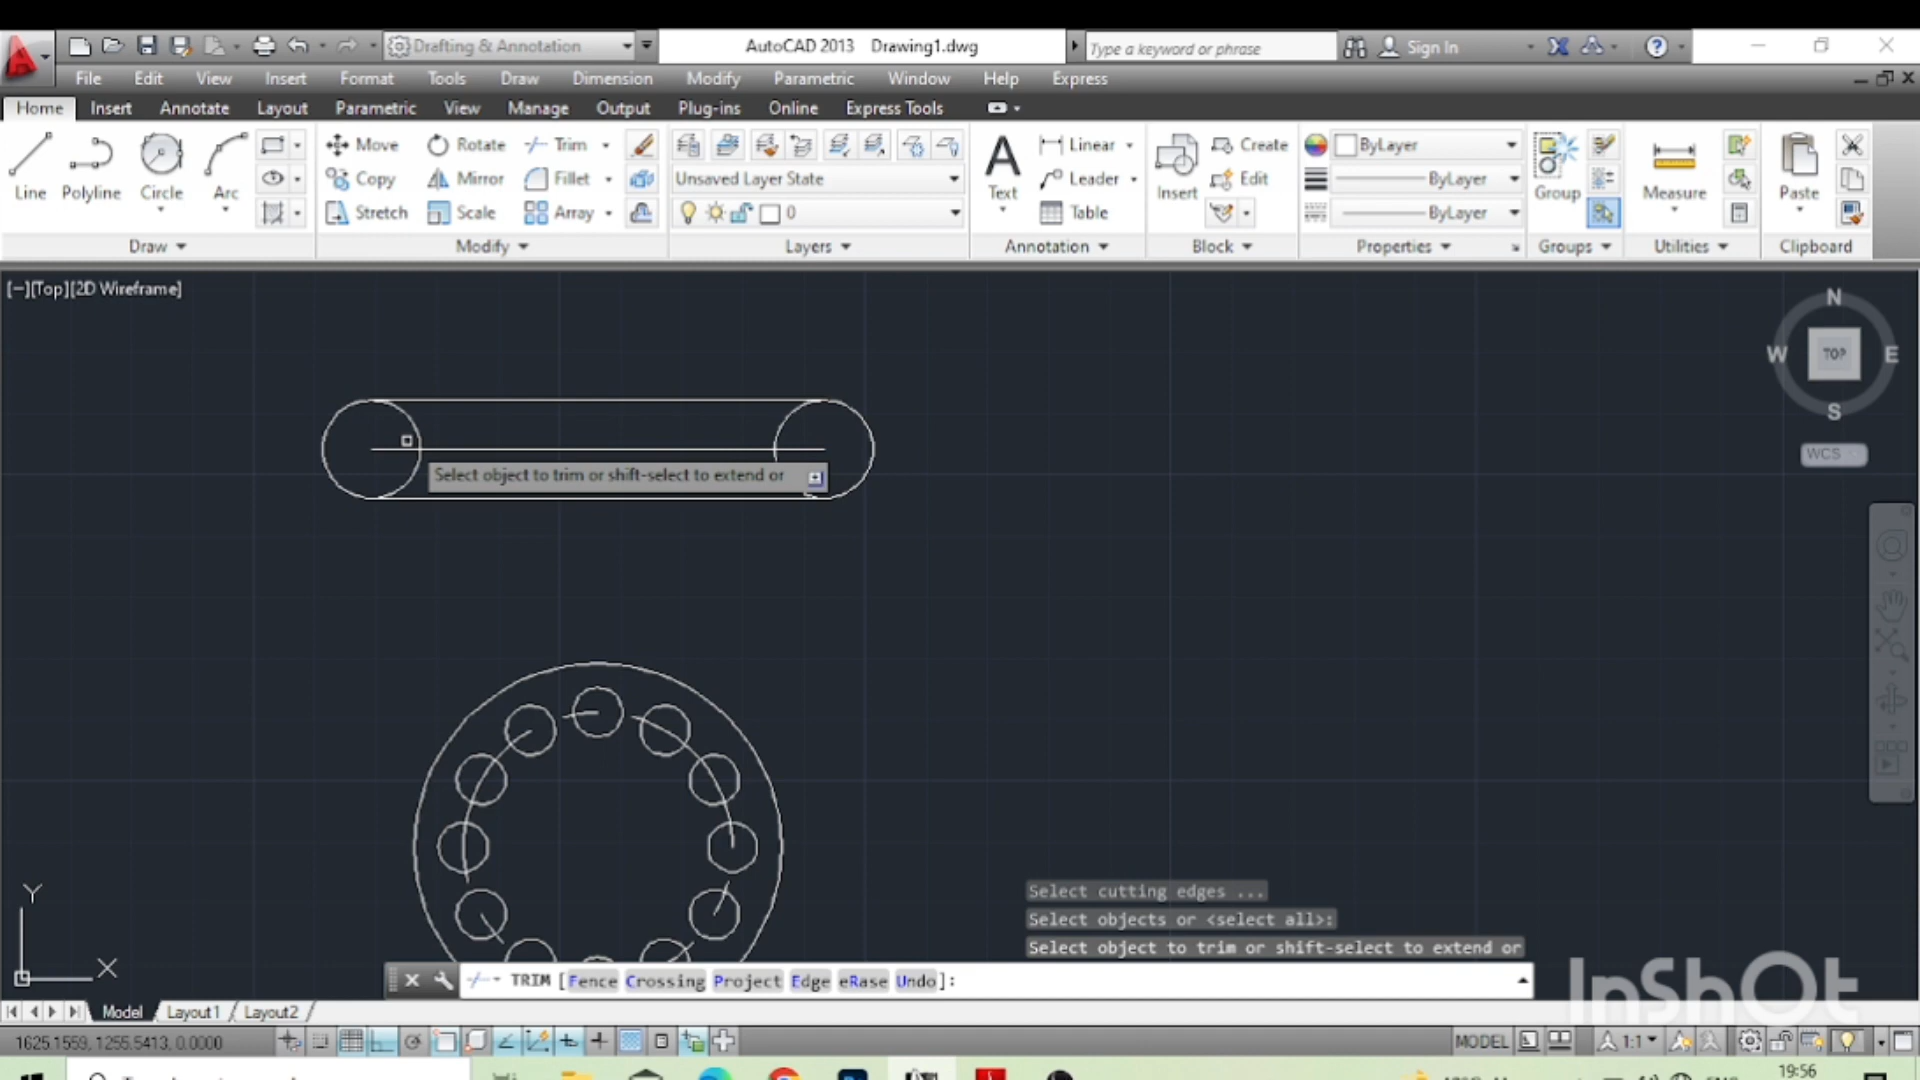 Drafting & Annotation
AutoCAD 2013 Drawing1.dwg
Type a keyword or phrase
Sign In
File Edit View Insert Format Tools Draw Dimension Modify Parametric Window Help Express
Home Insert Annotate Layout Parametric View Manage Output Plug-ins Online Express Tools
Move Rotate Trim Linear Create ByLayer
Line Polyline Circle Arc Copy Mirror Fillet Unsaved Layer State Text Leader Insert Edit ByLayer Group Measure Paste
Stretch Scale Array 0 Table ByLayer
Draw Modify Layers Annotation Block Properties Groups Utilities Clipboard
[−][Top][2D Wireframe]
N
W TOP E
S
WCS
Select object to trim or shift-select to extend or
Y
X
Select cutting edges ...
Select objects or <select all>:
Select object to trim or shift-select to extend or
TRIM [Fence Crossing Project Edge eRase Undo]:
InShOt
Model Layout1 Layout2
1625.1559, 1255.5413, 0.0000
MODEL 1:1
19:56